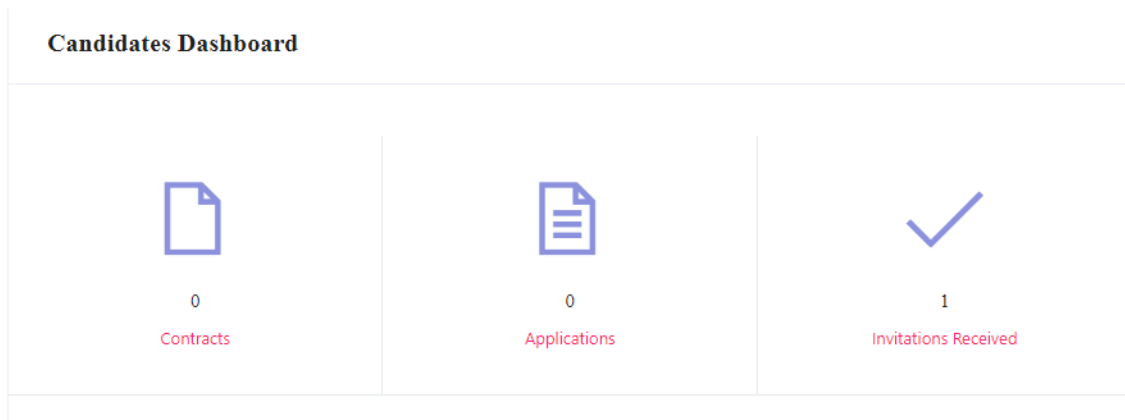 Candidates Dashboard
0
Contracts
0
Applications
1
Invitations Received